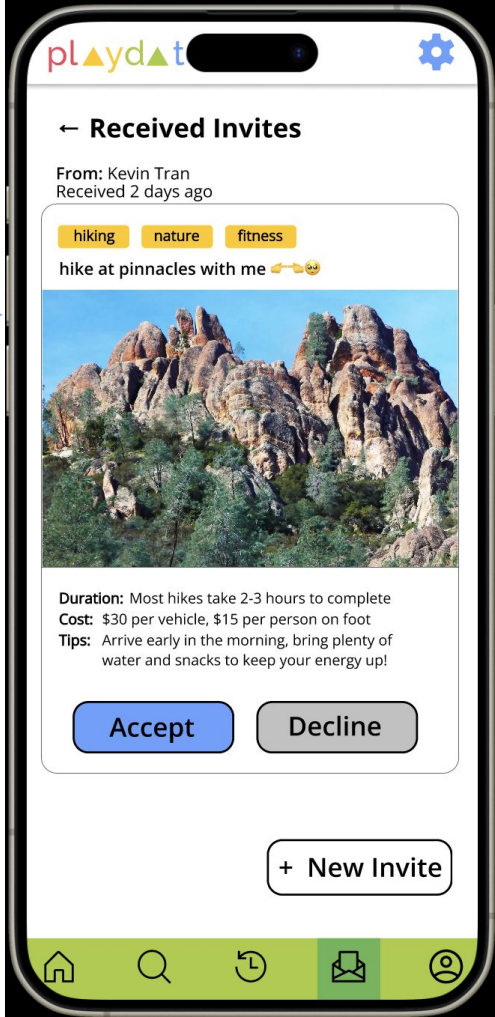 playdat
← Received Invites
From: Kevin Tran
Received 2 days ago
hiking nature fitness
hike at pinnacles with me 👉👈🥺
Duration: Most hikes take 2-3 hours to complete
Cost: $30 per vehicle, $15 per person on foot
Tips: Arrive early in the morning, bring plenty of
water and snacks to keep your energy up!
Accept Decline
+ New Invite